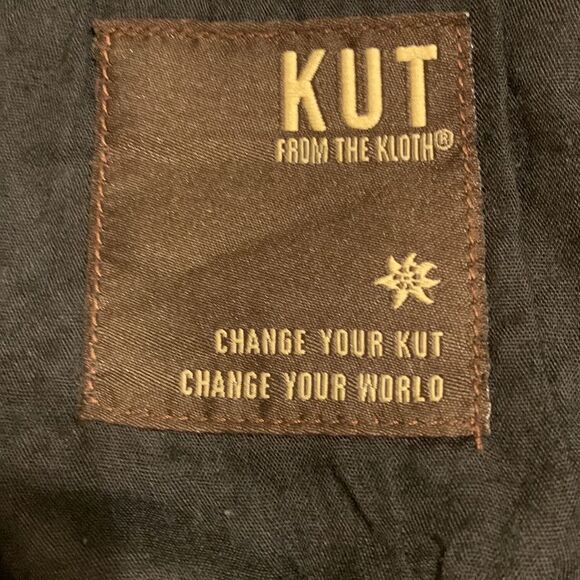 KUT
FROM THE KLOTH®
CHANGE YOUR KUT
CHANGE YOUR WORLD